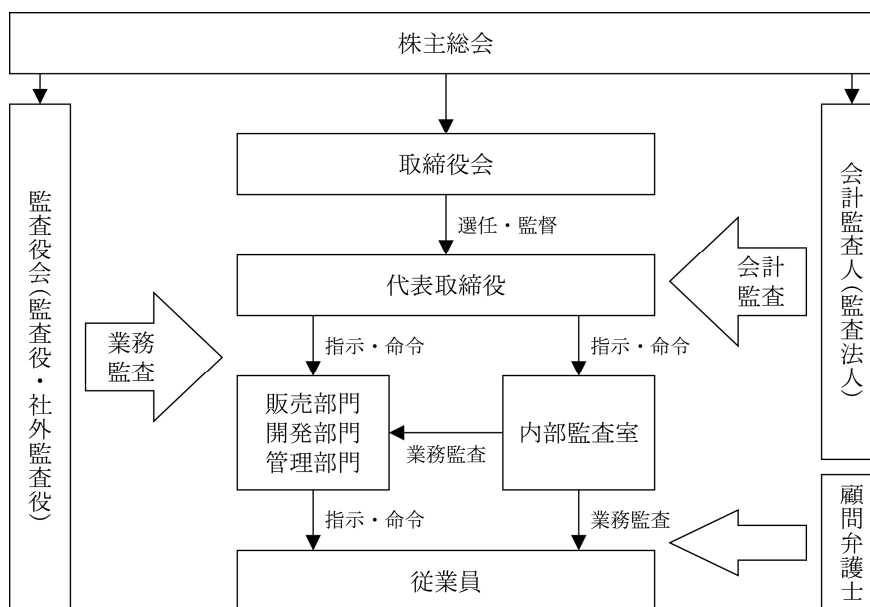 株主総会
取締役会
選任・監督
代表取締役
監査役会(監査役・社外監査役)
業務
監査
会計
監査
会計監査人(監査法人)
指示・命令
指示・命令
販売部門
開発部門
管理部門
業務監査
内部監査室
指示・命令
業務監査
顧問弁護士
従業員